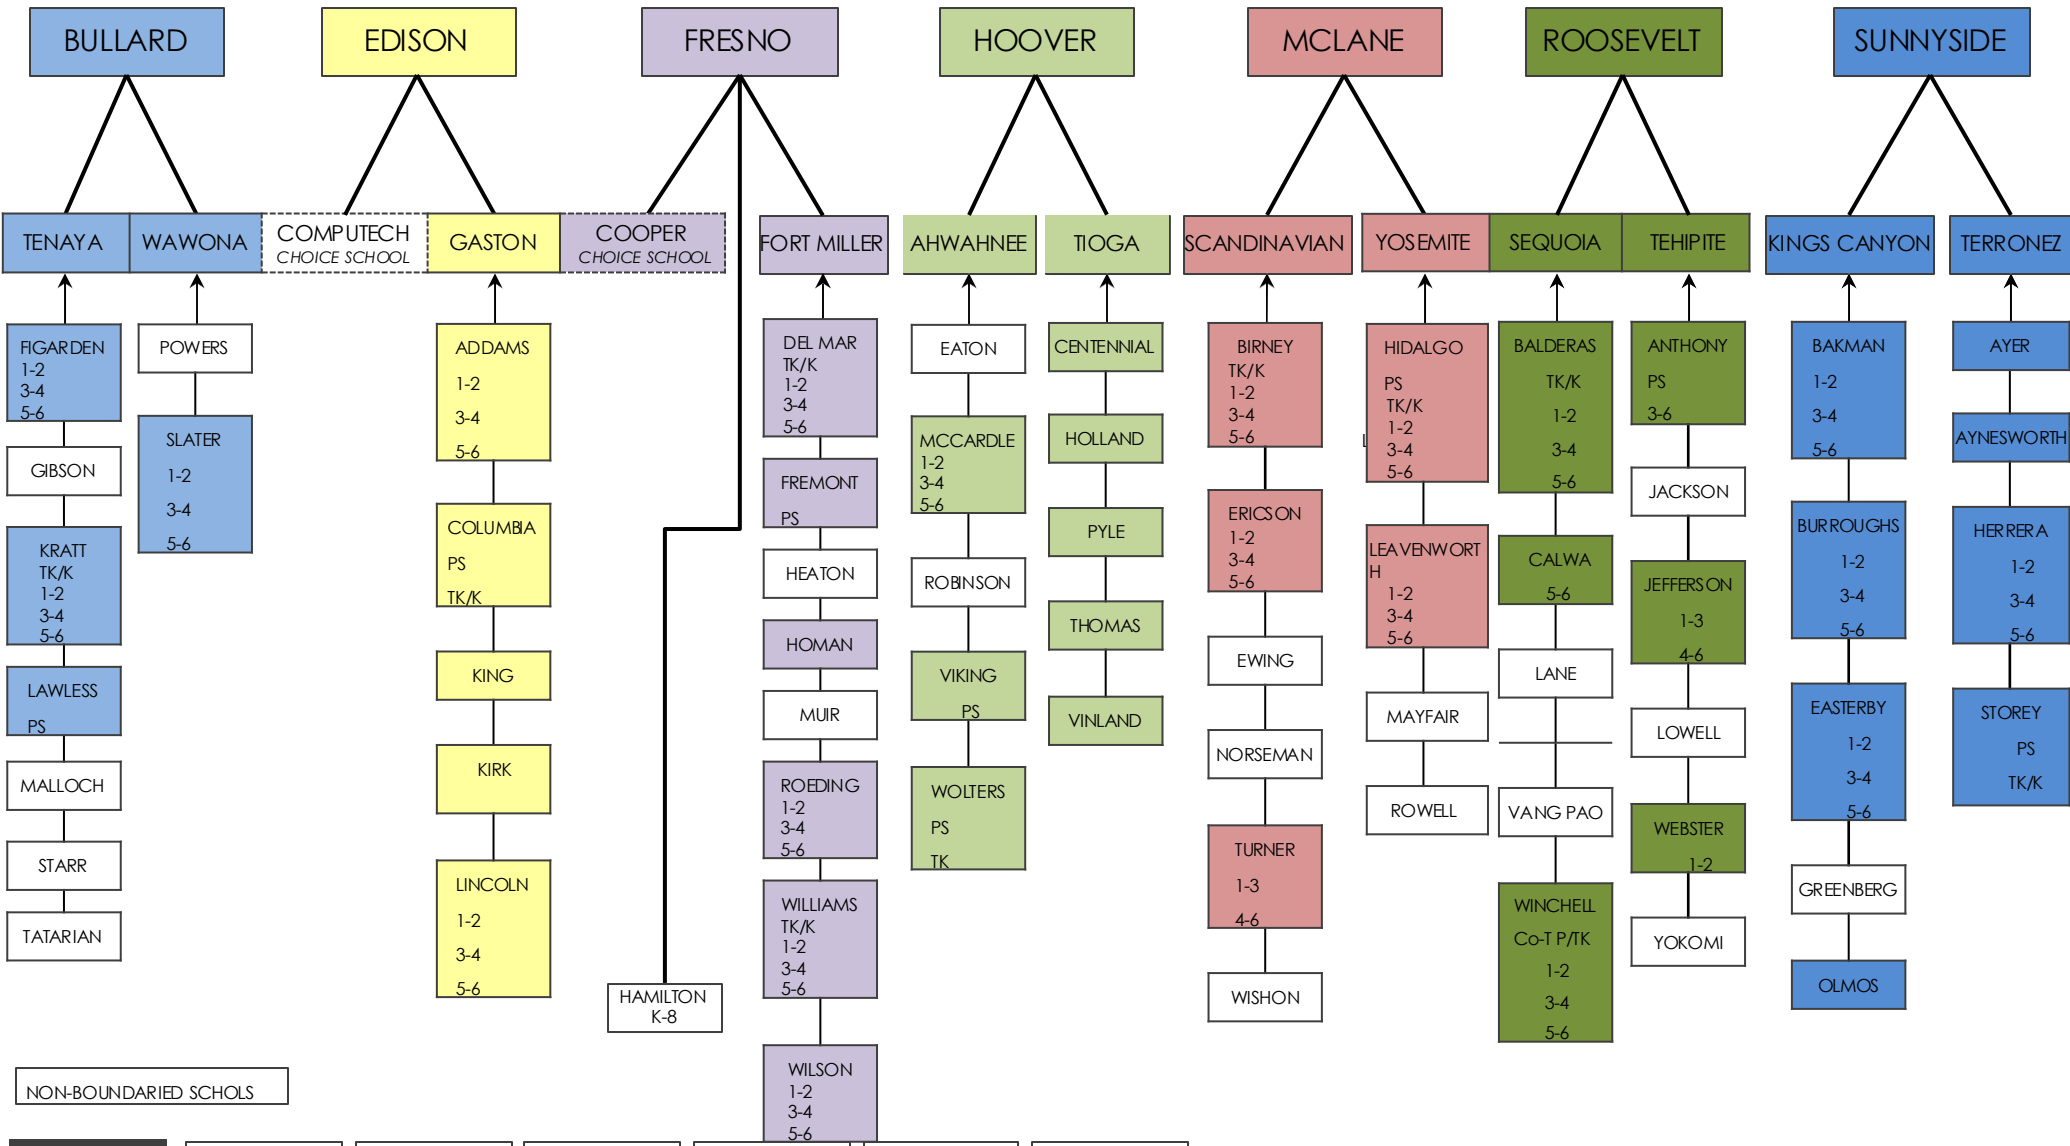 BULLARD
EDISON
FRESNO
HOOVER
MCLANE
ROOSEVELT
SUNNYSIDE
TENAYA
WAWONA
COMPUTECH
CHOICE SCHOOL
GASTON
COOPER
CHOICE SCHOOL
FORT MILLER
AHWAHNEE
TIOGA
SCANDINAVIAN
YOSEMITE
SEQUOIA
TEHIPITE
KINGS CANYON
TERRONEZ
FIGARDEN
1-2
3-4
5-6
GIBSON
KRATT
TK/K
1-2
3-4
5-6
LAWLESS
PS
MALLOCH
STARR
TATARIAN
POWERS
SLATER
1-2
3-4
5-6
ADDAMS
1-2
3-4
5-6
COLUMBIA
PS
TK/K
KING
KIRK
LINCOLN
1-2
3-4
5-6
HAMILTON
K-8
DEL MAR
TK/K
1-2
3-4
5-6
FREMONT
PS
HEATON
HOMAN
MUIR
ROEDING
1-2
3-4
5-6
WILLIAMS
TK/K
1-2
3-4
5-6
WILSON
1-2
3-4
5-6
EATON
MCCARDLE
1-2
3-4
5-6
ROBINSON
VIKING
PS
WOLTERS
PS
TK
CENTENNIAL
HOLLAND
PYLE
THOMAS
VINLAND
BIRNEY
TK/K
1-2
3-4
5-6
ERICSON
1-2
3-4
5-6
EWING
NORSEMAN
TURNER
1-3
4-6
WISHON
HIDALGO
PS
TK/K
1-2
3-4
5-6
LEAVENWORT
H
1-2
3-4
5-6
MAYFAIR
ROWELL
BALDERAS
TK/K
1-2
3-4
5-6
CALWA
5-6
LANE
VANG PAO
WINCHELL
Co-T P/TK
1-2
3-4
5-6
ANTHONY
PS
3-6
JACKSON
JEFFERSON
1-3
4-6
LOWELL
WEBSTER
1-2
YOKOMI
BAKMAN
1-2
3-4
5-6
BURROUGHS
1-2
3-4
5-6
EASTERBY
1-2
3-4
5-6
GREENBERG
OLMOS
AYER
AYNESWORTH
HERRERA
1-2
3-4
5-6
STOREY
PS
TK/K
NON-BOUNDARIED SCHOLS